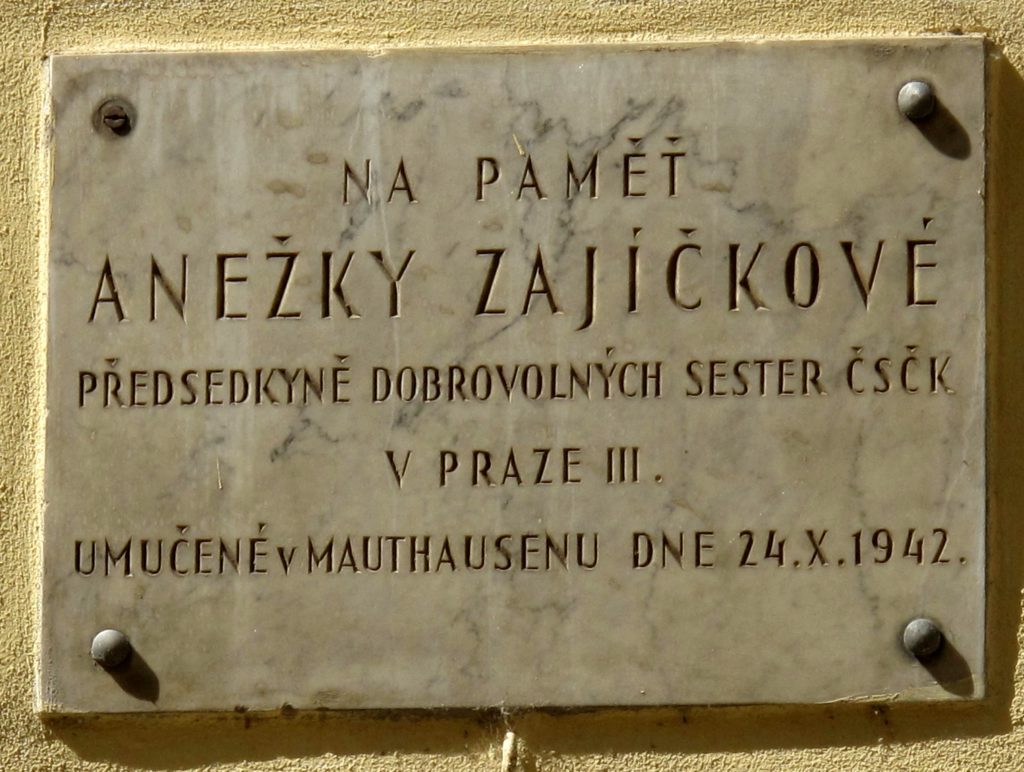 NA PAMĚŤ
ANEŽKY ZAJÍČKOVÉ
PŘEDSEDKYNĚ DOBROVOLNÝCH SESTER ČSČK
V PRAZE III.
UMUČENÉ V MAUTHAUSENU DNE 24.X.1942.